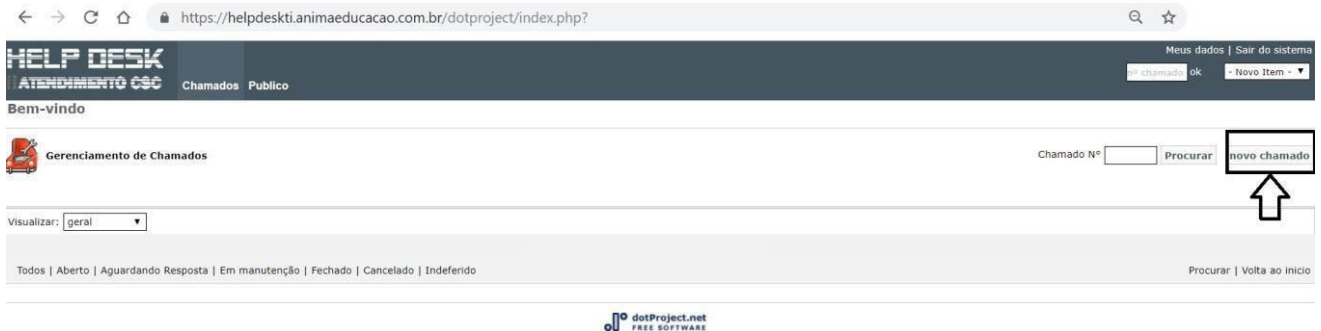 https://helpdeskti.animaeducacao.com.br/dotproject/index.php?
HELP DESK
Meus dados | Sair do sistema
ATENDIMENTO CSC
Chamados Publico
nº chamado ok - Novo Item -
Bem-vindo
Gerenciamento de Chamados
Chamado Nº Procurar novo chamado
Visualizar: geral
Todos | Aberto | Aguardando Resposta | Em manutenção | Fechado | Cancelado | Indeferido
Procurar | Volta ao inicio
dotProject.net
FREE SOFTWARE